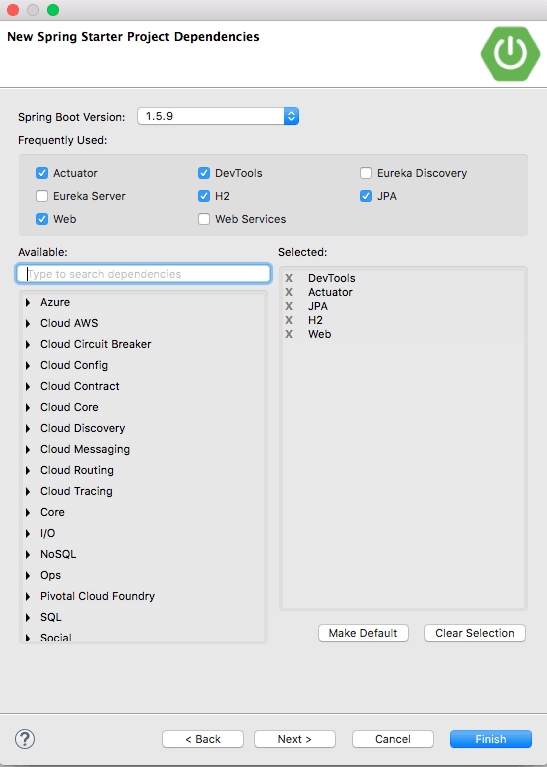 New Spring Starter Project Dependencies
Spring Boot Version: 1.5.9
Frequently Used:
Actuator DevTools Eureka Discovery
Eureka Server H2 JPA
Web Web Services
Available:
Type to search dependencies
Azure
Cloud AWS
Cloud Circuit Breaker
Cloud Config
Cloud Contract
Cloud Core
Cloud Discovery
Cloud Messaging
Cloud Routing
Cloud Tracing
Core
I/O
NoSQL
Ops
Pivotal Cloud Foundry
SQL
Social
Selected:
X DevTools
X Actuator
X JPA
X H2
X Web
Make Default Clear Selection
? < Back Next > Cancel Finish